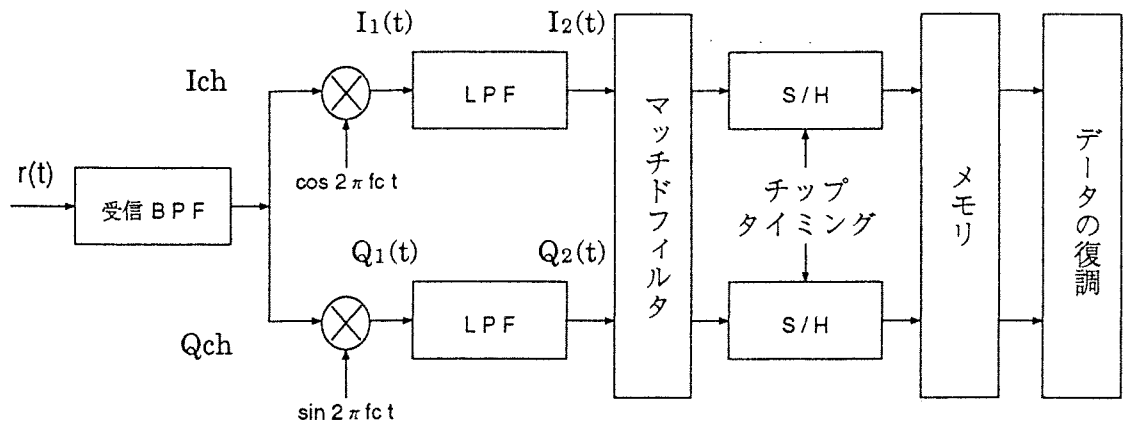 I1(t)
I2(t)
Ich
LPF
S/H
r(t)
受信BPF
cos 2π fc t
マッチドフィルタ
チップ
タイミング
メモリ
データの復調
Q1(t)
Q2(t)
LPF
S/H
Qch
sin 2π fc t